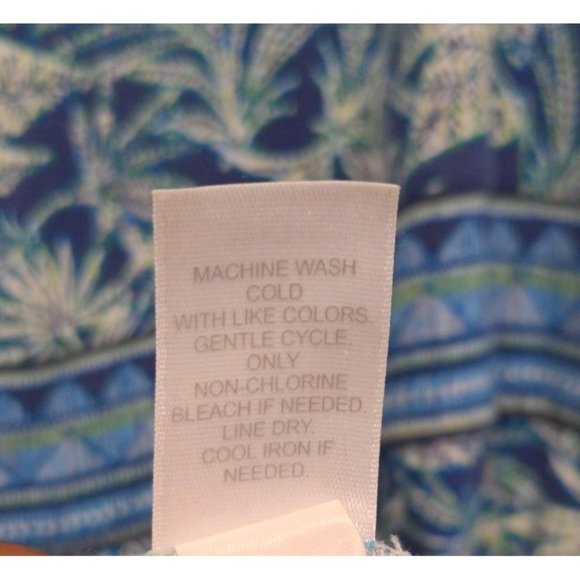 MACHINE WASH
COLD
WITH LIKE COLORS.
GENTLE CYCLE.
ONLY
NON-CHLORINE
BLEACH IF NEEDED.
LINE DRY.
COOL IRON IF
NEEDED.